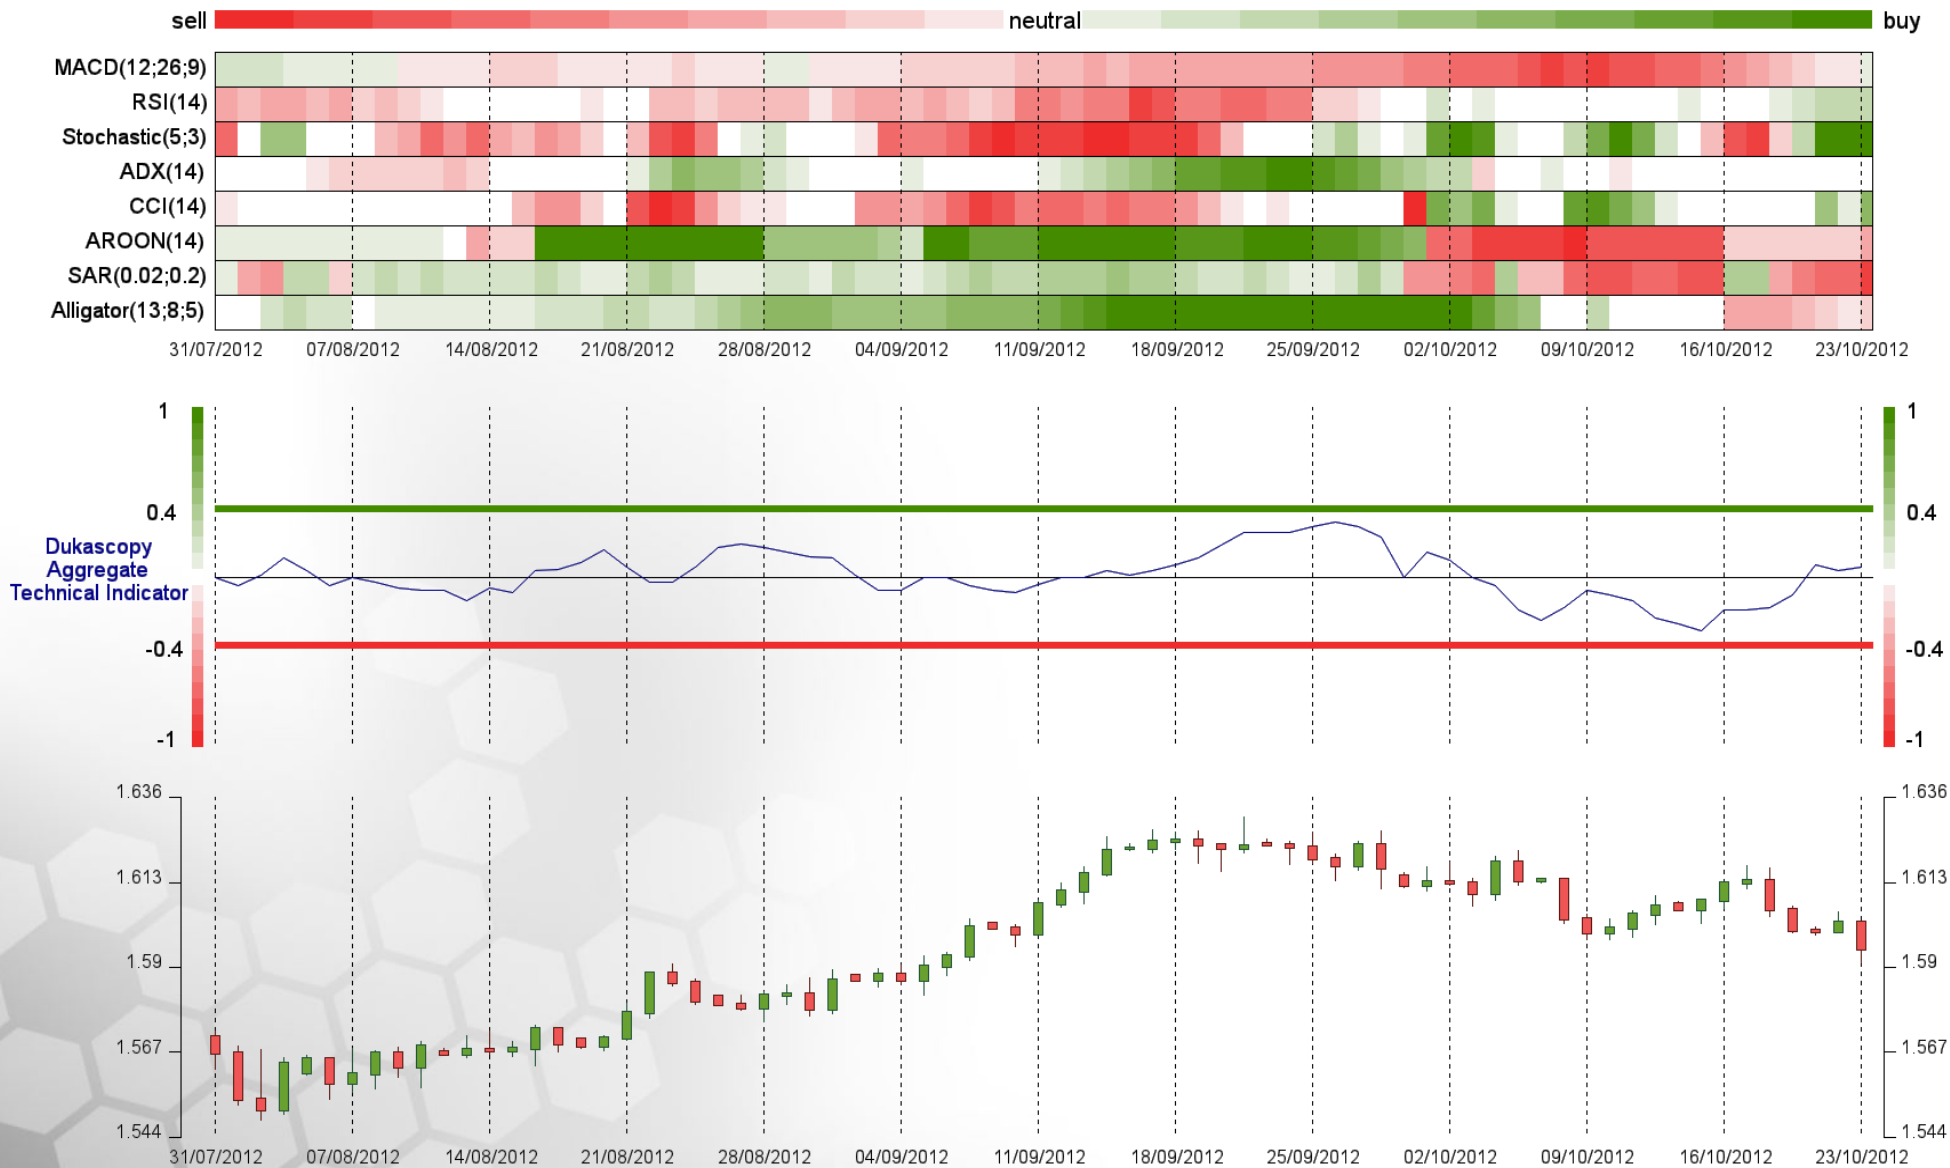 sell neutral buy
MACD(12;26;9)
RSI(14)
Stochastic(5;3)
ADX(14)
CCI(14)
AROON(14)
SAR(0.02;0.2)
Alligator(13;8;5)
31/07/2012 07/08/2012 14/08/2012 21/08/2012 28/08/2012 04/09/2012 11/09/2012 18/09/2012 25/09/2012 02/10/2012 09/10/2012 16/10/2012 23/10/2012
1 1
0.4 0.4
Dukascopy
Aggregate
Technical Indicator
-0.4 -0.4
-1 -1
1.636 1.636
1.613 1.613
1.59 1.59
1.567 1.567
1.544 1.544
31/07/2012 07/08/2012 14/08/2012 21/08/2012 28/08/2012 04/09/2012 11/09/2012 18/09/2012 25/09/2012 02/10/2012 09/10/2012 16/10/2012 23/10/2012